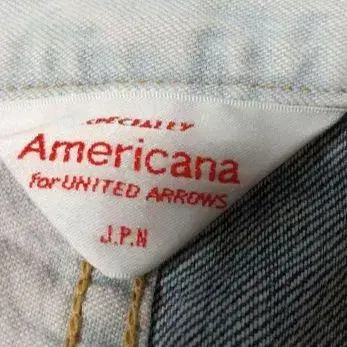 SPECIALLY
Americana
for UNITED ARROWS
J.P.N